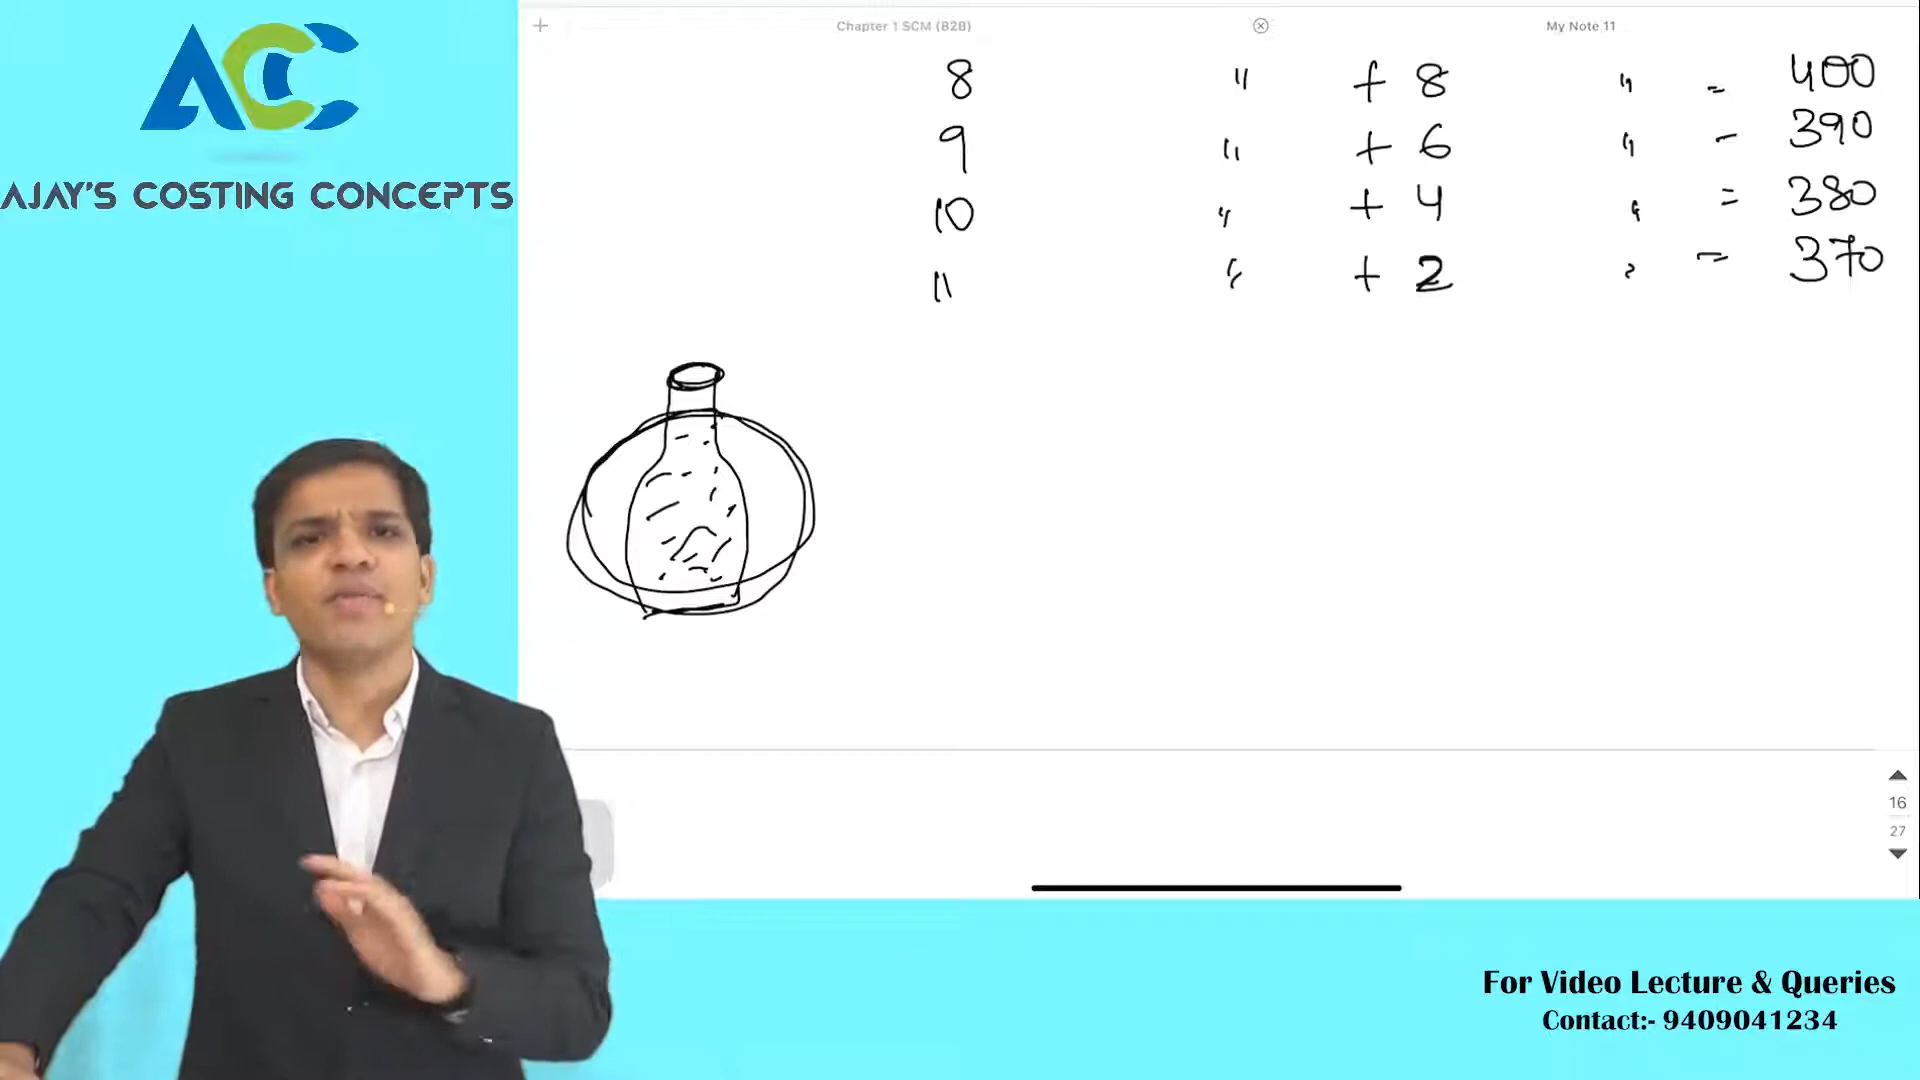 ACC
AJAY'S COSTING CONCEPTS
+ Chapter 1 SCM (B2B) My Note 11
8 " + 8 " = 400
9 " + 6 " - 390
10 " + 4 " = 380
11 " + 2 " = 370
16
27
For Video Lecture & Queries
Contact:- 9409041234